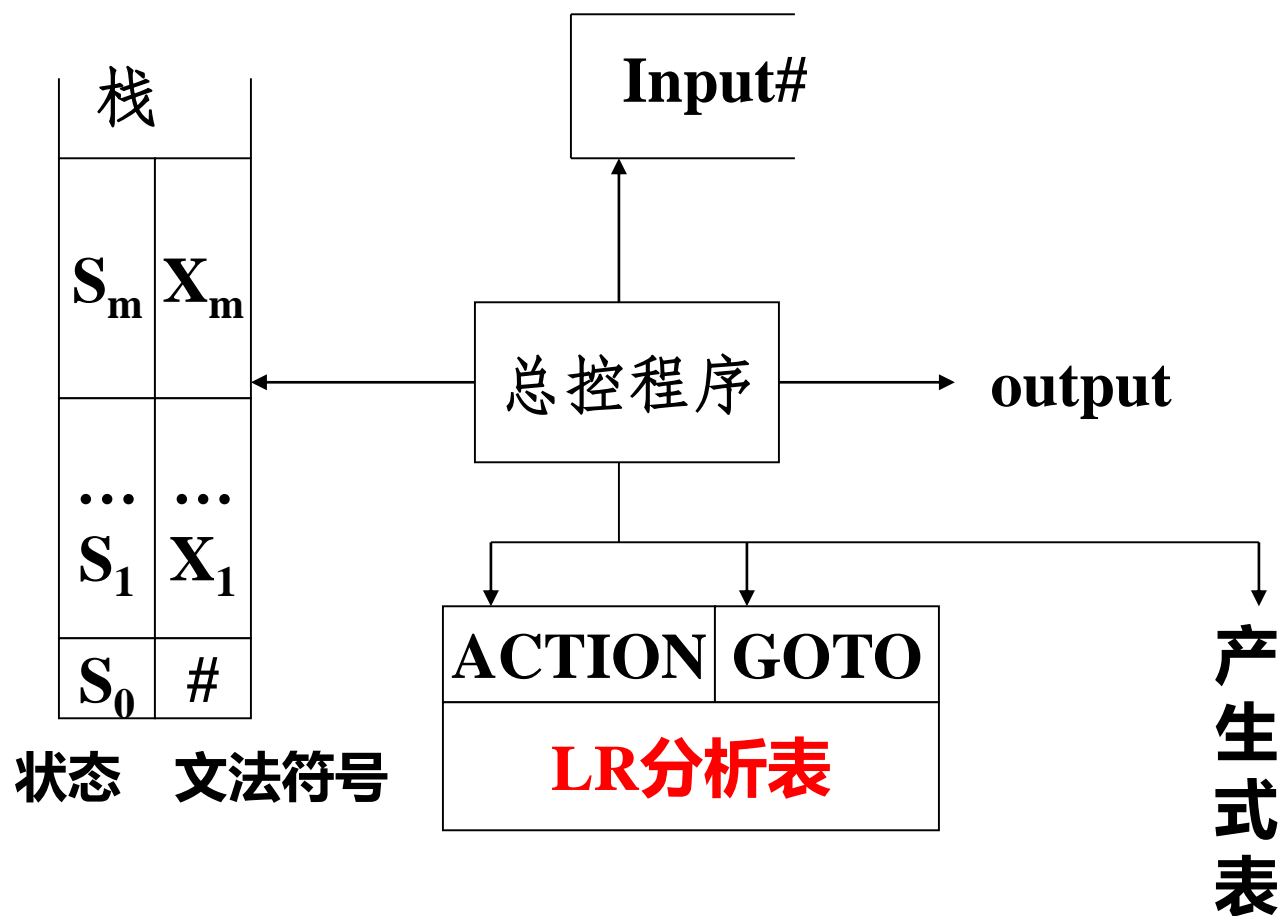 栈
Input#
Sm Xm
总控程序
output
… …
S1 X1
S0 #
ACTION GOTO
LR分析表
状态 文法符号
产生式表